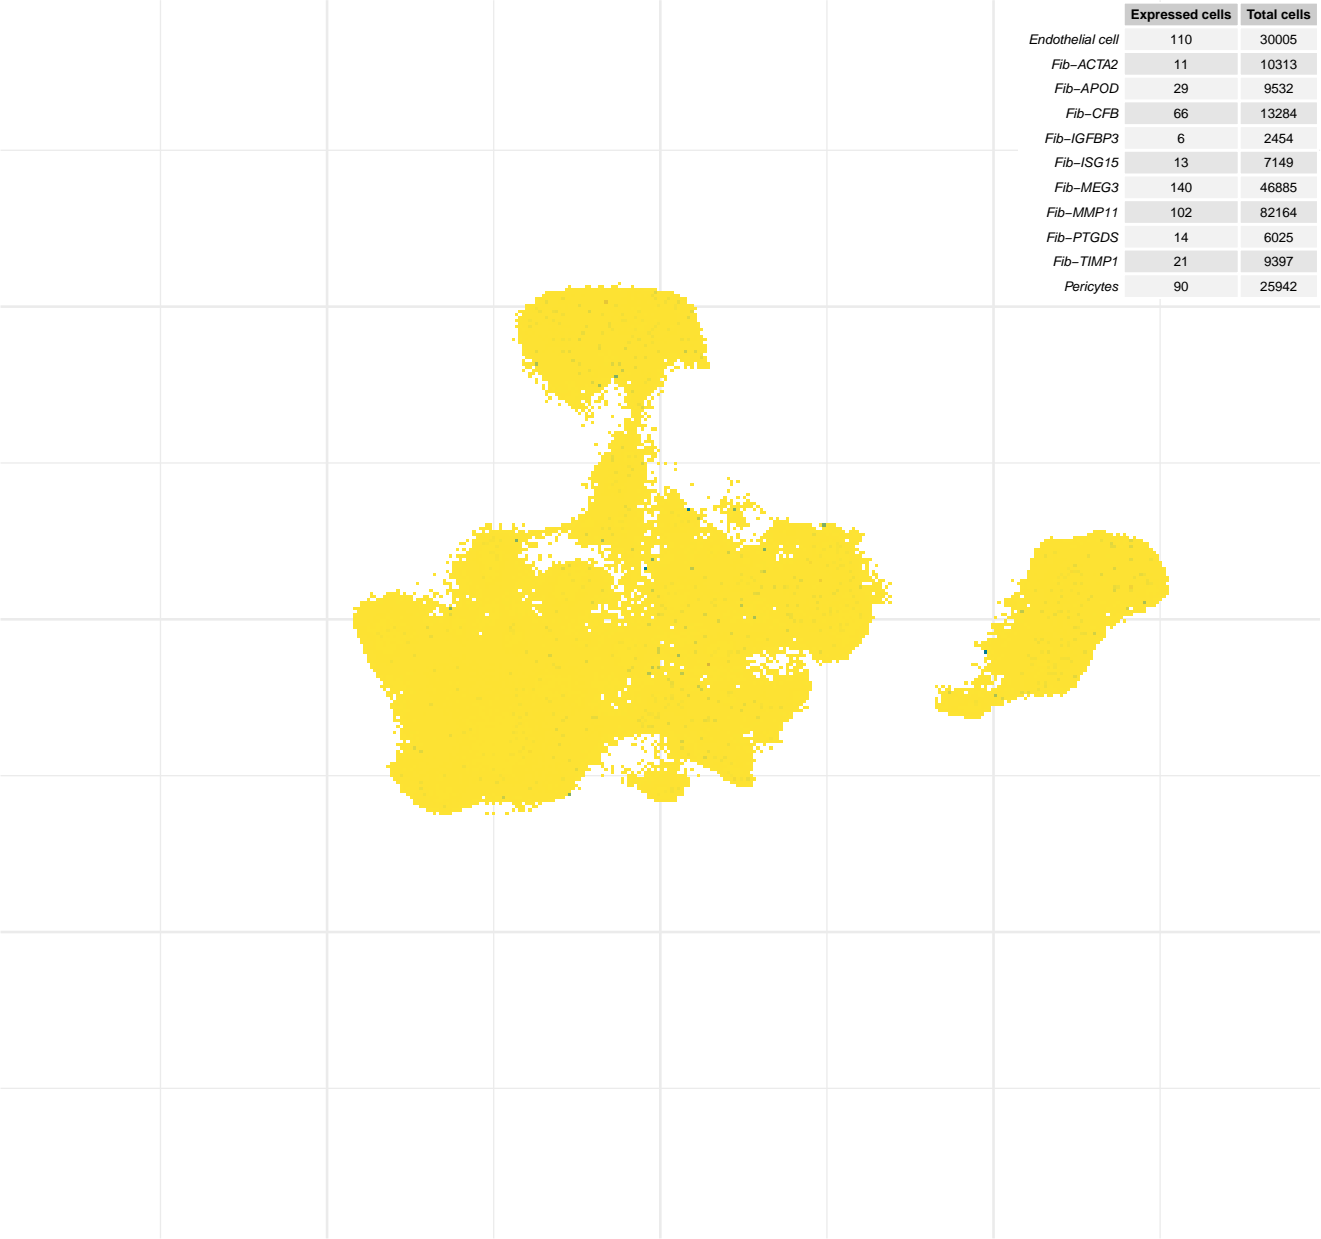 Expressed cells Total cells
Endothelial cell 110 30005
Fib−ACTA2 11 10313
Fib−APOD 29 9532
Fib−CFB 66 13284
Fib−IGFBP3 6 2454
Fib−ISG15 13 7149
Fib−MEG3 140 46885
Fib−MMP11 102 82164
Fib−PTGDS 14 6025
Fib−TIMP1 21 9397
Pericytes 90 25942